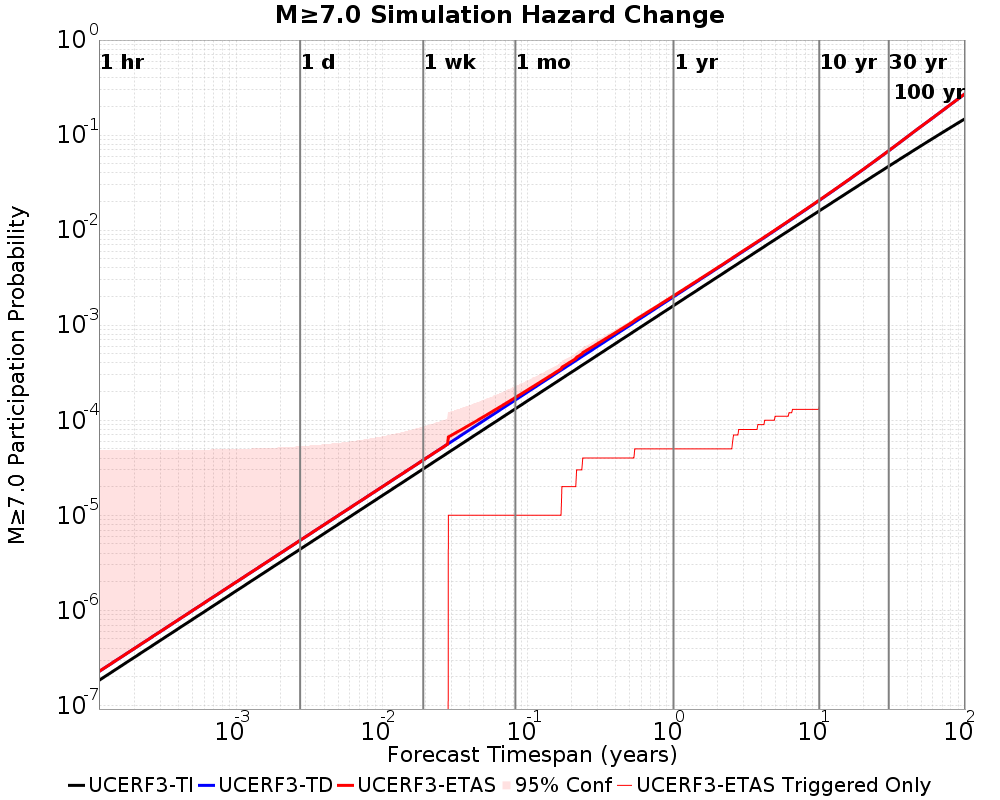 M≥7.0 Simulation Hazard Change
10^0
1 hr
1 d
1 wk
1 mo
1 yr
10 yr
30 yr
100 yr
10^-1
10^-2
10^-3
10^-4
10^-5
10^-6
10^-7
M≥7.0 Participation Probability
10^-3
10^-2
10^-1
10^0
10^1
10^2
Forecast Timespan (years)
UCERF3-TI UCERF3-TD UCERF3-ETAS 95% Conf UCERF3-ETAS Triggered Only